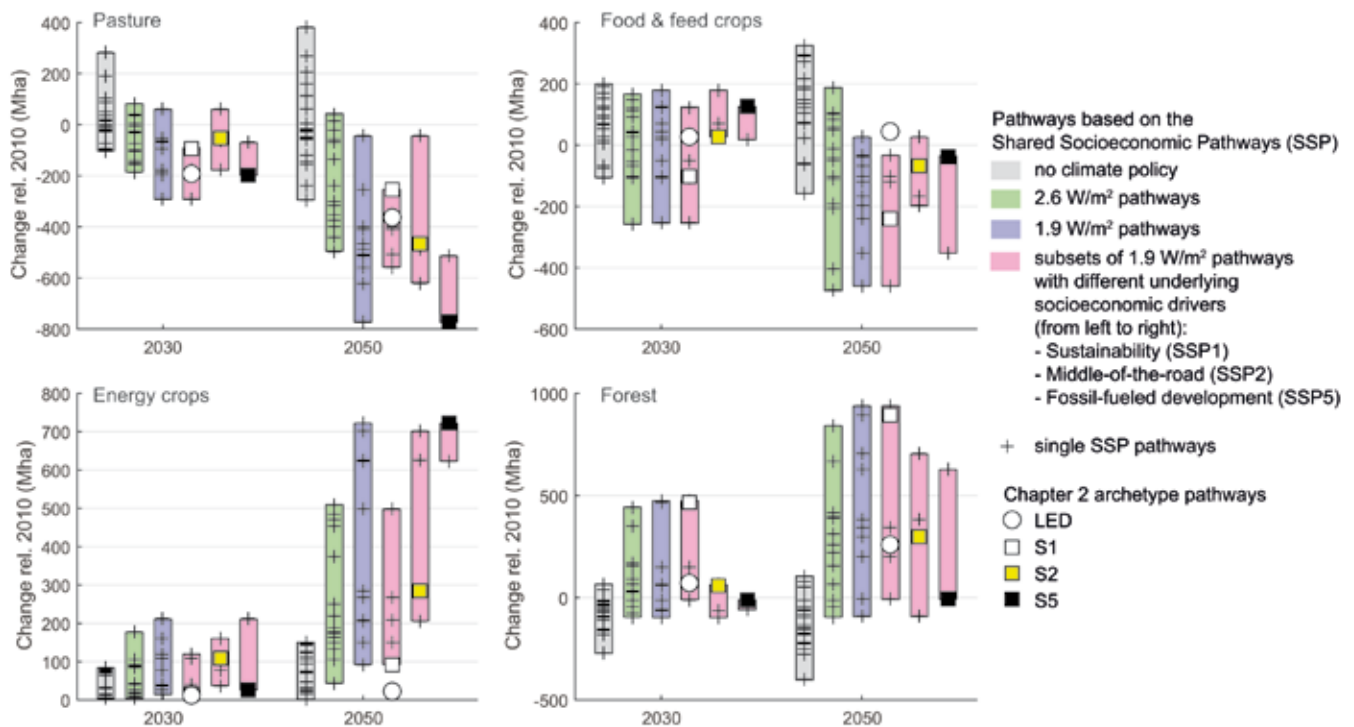 Pasture
Change rel. 2010 (Mha)
400
200
0
-200
-400
-600
-800
2030
2050
Food & feed crops
Change rel. 2010 (Mha)
400
200
0
-200
-400
-600
2030
2050
Energy crops
Change rel. 2010 (Mha)
800
700
600
500
400
300
200
100
0
2030
2050
Forest
Change rel. 2010 (Mha)
1000
500
0
-500
2030
2050
Pathways based on the
Shared Socioeconomic Pathways (SSP)
no climate policy
2.6 W/m² pathways
1.9 W/m² pathways
subsets of 1.9 W/m² pathways
with different underlying
socioeconomic drivers
(from left to right):
- Sustainability (SSP1)
- Middle-of-the-road (SSP2)
- Fossil-fueled development (SSP5)
single SSP pathways
Chapter 2 archetype pathways
LED
S1
S2
S5